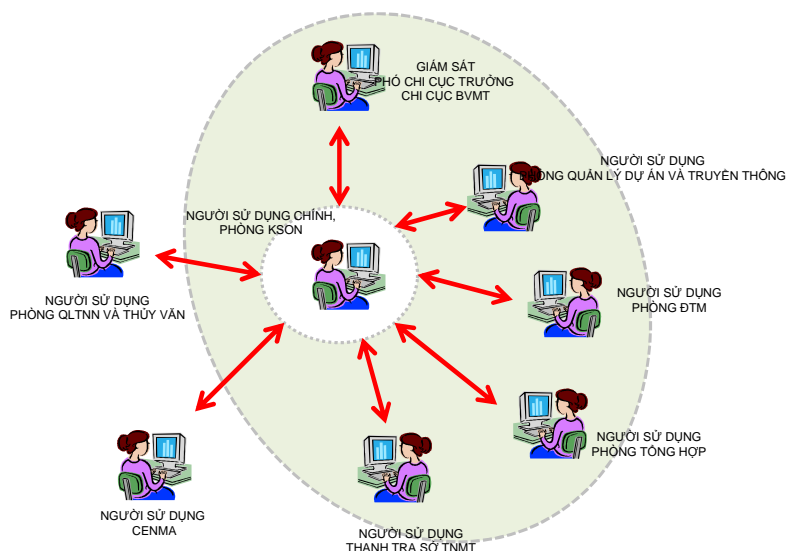 GIÁM SÁT
PHÓ CHI CỤC TRƯỞNG
CHI CỤC BVMT
NGƯỜI SỬ DỤNG
PHÒNG QUẢN LÝ DỰ ÁN VÀ TRUYỀN THÔNG
NGƯỜI SỬ DỤNG CHÍNH,
PHÒNG KSON
NGƯỜI SỬ DỤNG
PHÒNG QLTNN VÀ THỦY VĂN
NGƯỜI SỬ DỤNG
PHÒNG ĐTM
NGƯỜI SỬ DỤNG
PHÒNG TỔNG HỢP
NGƯỜI SỬ DỤNG
CENMA
NGƯỜI SỬ DỤNG
THANH TRA SỞ TNMT